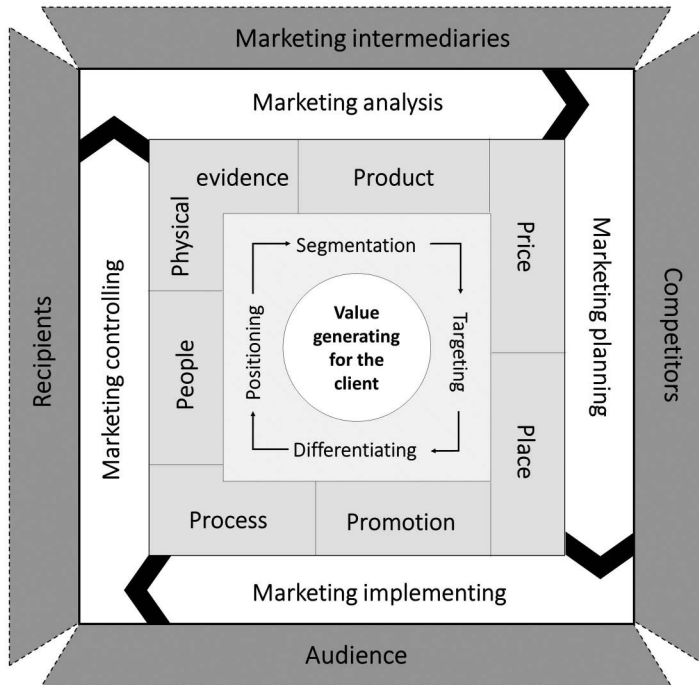 Marketing intermediaries
Marketing analysis
evidence
Product
Physical
Price
Segmentation
Value
generating
for the
client
Positioning
Targeting
Differentiating
People
Place
Process
Promotion
Marketing controlling
Marketing planning
Recipients
Competitors
Marketing implementing
Audience